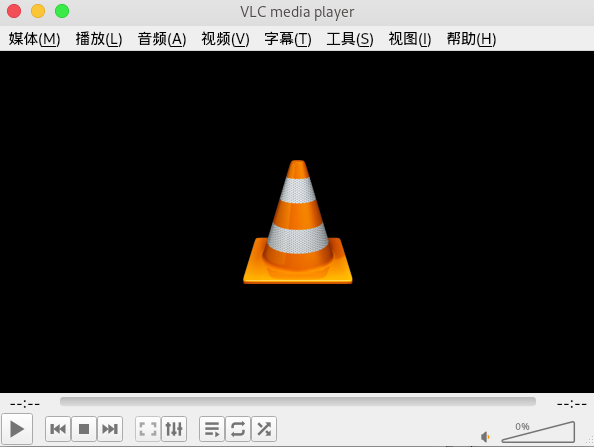 VLC media player
媒体(M) 播放(L) 音频(A) 视频(V) 字幕(T) 工具(S) 视图(I) 帮助(H)
--:-- --:--
0%